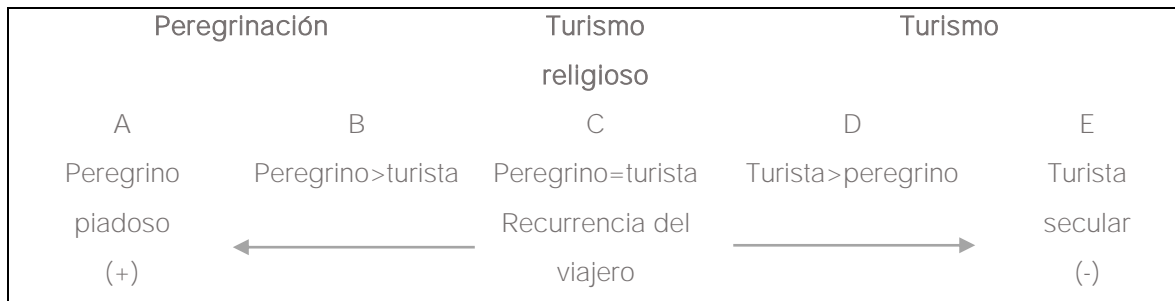 Peregrinación Turismo Turismo
religioso
A B C D E
Peregrino Peregrino>turista Peregrino=turista Turista>peregrino Turista
piadoso Recurrencia del secular
(+) viajero (-)